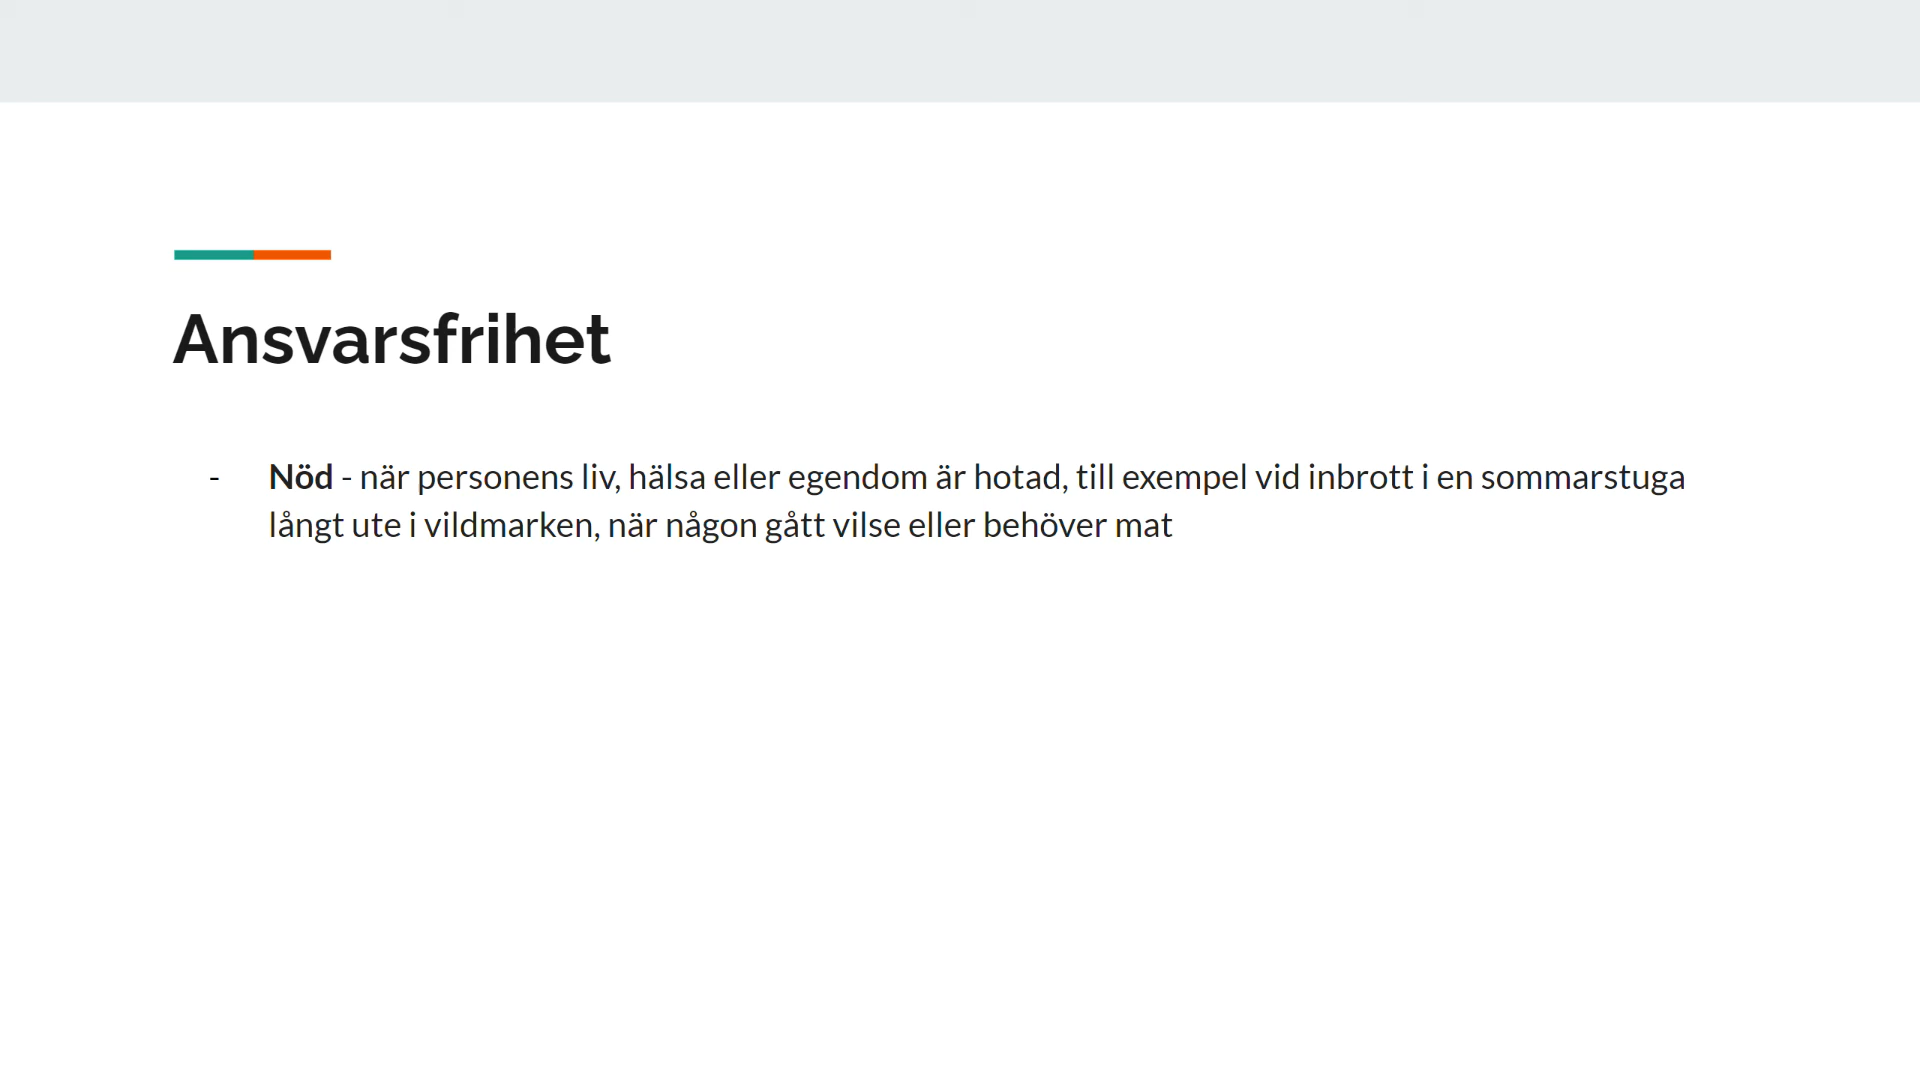 Ansvarsfrihet
- Nöd - när personens liv, hälsa eller egendom är hotad, till exempel vid inbrott i en sommarstuga
långt ute i vildmarken, när någon gått vilse eller behöver mat